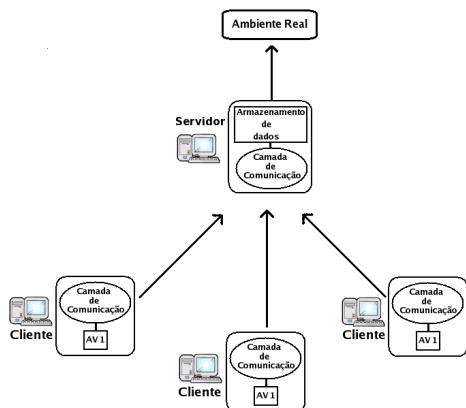 Ambiente Real
Servidor
Armazenamento
de
dados
Camada
de
Comunicação
Camada
de
Comunicação
AV 1
Cliente
Camada
de
Comunicação
AV 1
Cliente
Camada
de
Comunicação
AV 1
Cliente